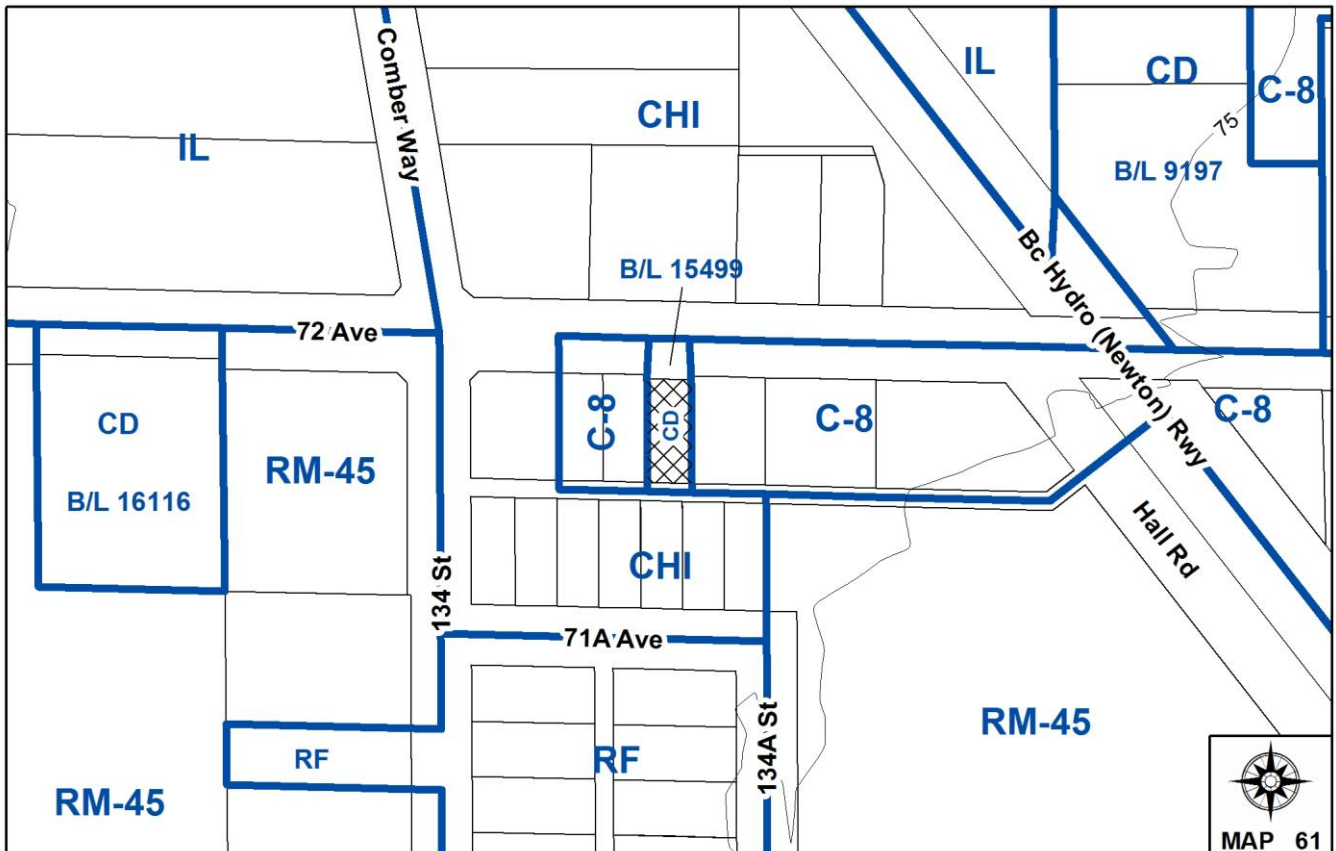 Comber Way
IL
CHI
IL
CD
C-8
75
B/L 9197
B/L 15499
Bc Hydro (Newton) Rwy
72 Ave
CD
B/L 16116
RM-45
C-8
CD
C-8
C-8
Hall Rd
134 St
CHI
71A Ave
134A St
RF
RF
RM-45
RM-45
MAP 61